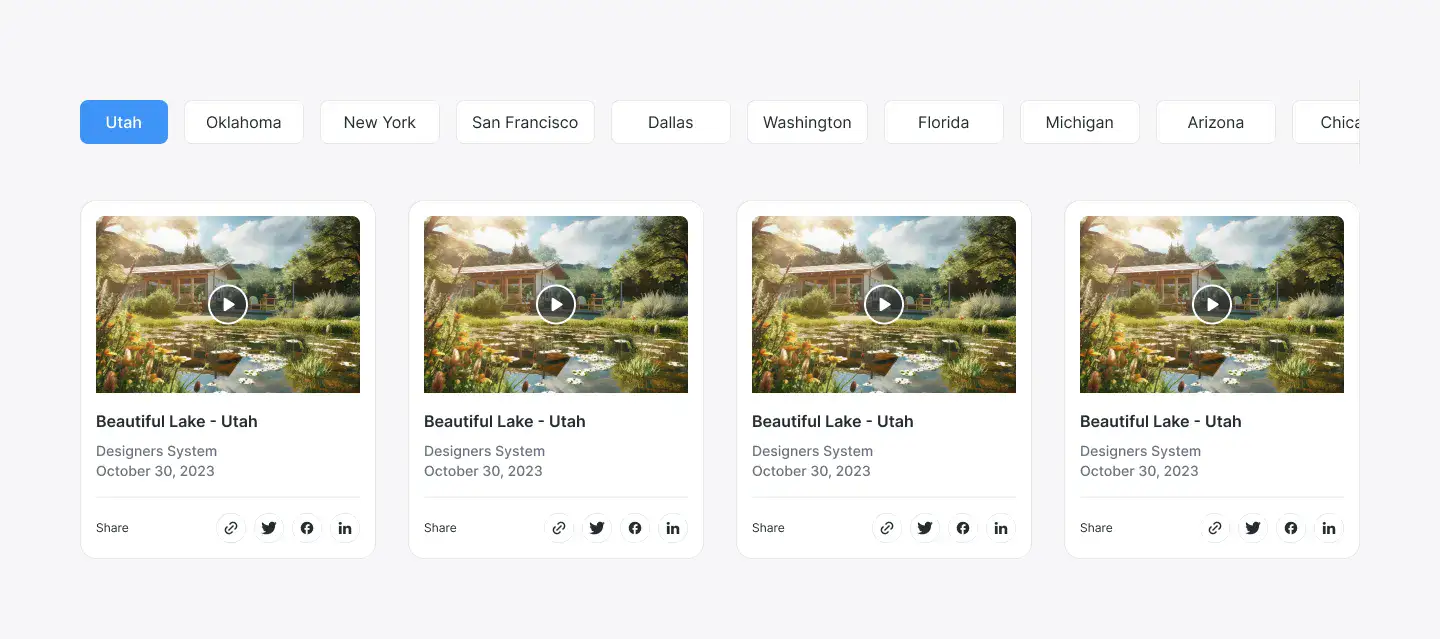 Utah
Oklahoma
New York
San Francisco
Dallas
Washington
Florida
Michigan
Arizona
Chica
Beautiful Lake - Utah
Designers System
October 30, 2023
Share
Beautiful Lake - Utah
Designers System
October 30, 2023
Share
Beautiful Lake - Utah
Designers System
October 30, 2023
Share
Beautiful Lake - Utah
Designers System
October 30, 2023
Share